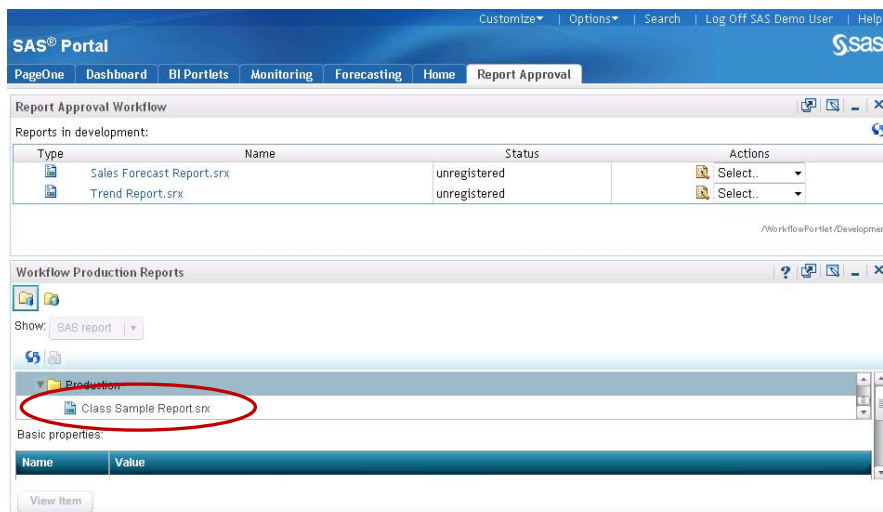 Customize | Options | Search | Log Off SAS Demo User | Help
SAS® Portal
sas
PageOne Dashboard BI Portlets Monitoring Forecasting Home Report Approval
Report Approval Workflow
Reports in development:
Type Name Status Actions
Sales Forecast Report.srx unregistered Select..
Trend Report.srx unregistered Select..
/WorkflowPortlet/Developmen
Workflow Production Reports
?
Show: SAS report
Production
Class Sample Report.srx
Basic properties:
Name Value
View Item